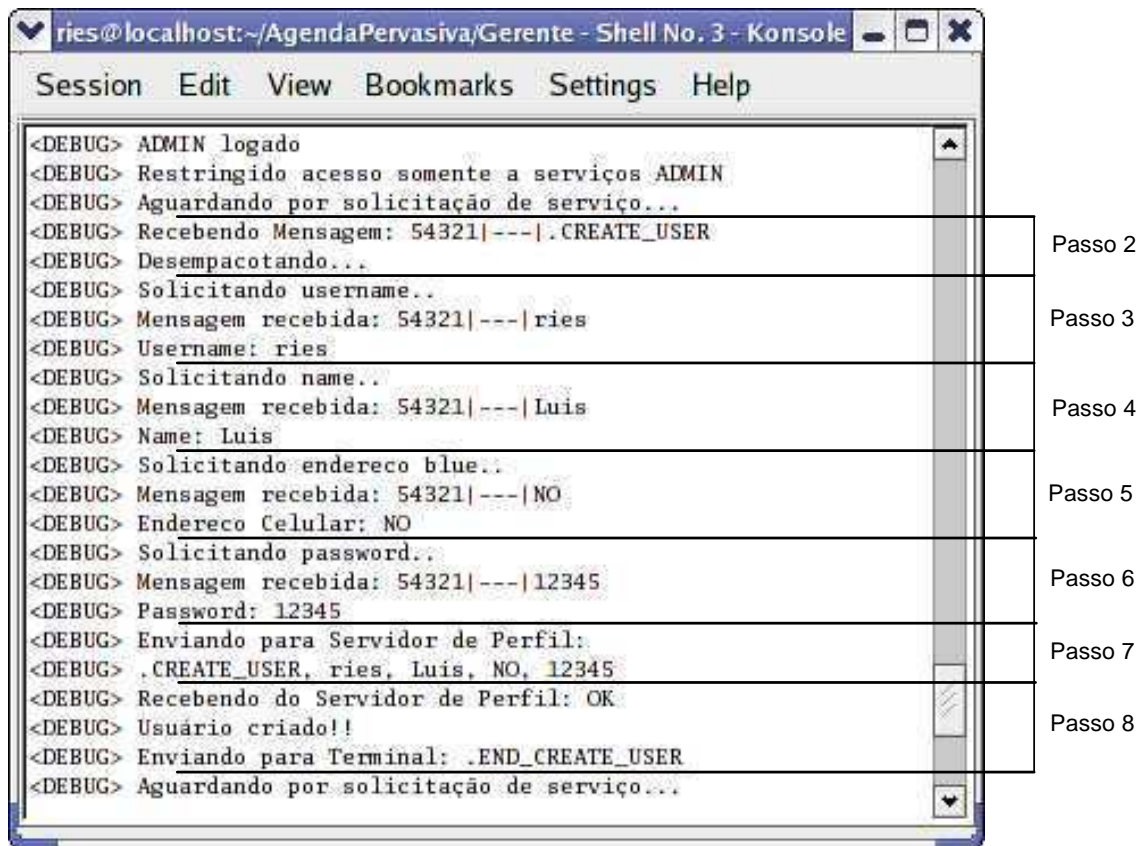 ries@localhost:~/AgendaPervasiva/Gerente - Shell No. 3 - Konsole
Session Edit View Bookmarks Settings Help
<DEBUG> ADMIN logado
<DEBUG> Restringido acesso somente a serviços ADMIN
<DEBUG> Aguardando por solicitação de serviço...
<DEBUG> Recebendo Mensagem: 54321|---|.CREATE_USER
Passo 2
<DEBUG> Desempacotando...
<DEBUG> Solicitando username..
<DEBUG> Mensagem recebida: 54321|---|ries
Passo 3
<DEBUG> Username: ries
<DEBUG> Solicitando name..
<DEBUG> Mensagem recebida: 54321|---|Luis
Passo 4
<DEBUG> Name: Luis
<DEBUG> Solicitando endereco blue..
<DEBUG> Mensagem recebida: 54321|---|NO
Passo 5
<DEBUG> Endereco Celular: NO
<DEBUG> Solicitando password..
<DEBUG> Mensagem recebida: 54321|---|12345
Passo 6
<DEBUG> Password: 12345
<DEBUG> Enviando para Servidor de Perfil:
Passo 7
<DEBUG> .CREATE_USER, ries, Luis, NO, 12345
<DEBUG> Recebendo do Servidor de Perfil: OK
<DEBUG> Usuário criado!!
Passo 8
<DEBUG> Enviando para Terminal: .END_CREATE_USER
<DEBUG> Aguardando por solicitação de serviço...